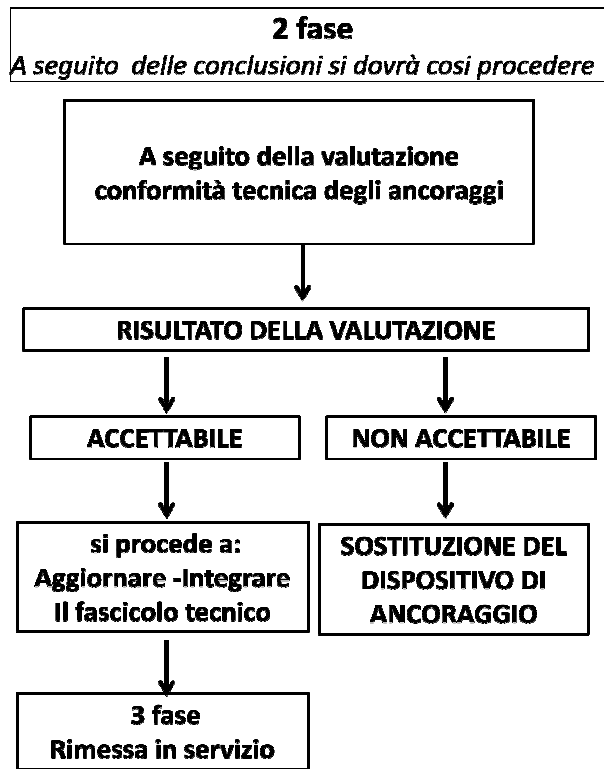 2 fase
A seguito delle conclusioni si dovrà cosi procedere
A seguito della valutazione
conformità tecnica degli ancoraggi
RISULTATO DELLA VALUTAZIONE
ACCETTABILE
NON ACCETTABILE
si procede a:
Aggiornare -Integrare
Il fascicolo tecnico
SOSTITUZIONE DEL
DISPOSITIVO DI
ANCORAGGIO
3 fase
Rimessa in servizio